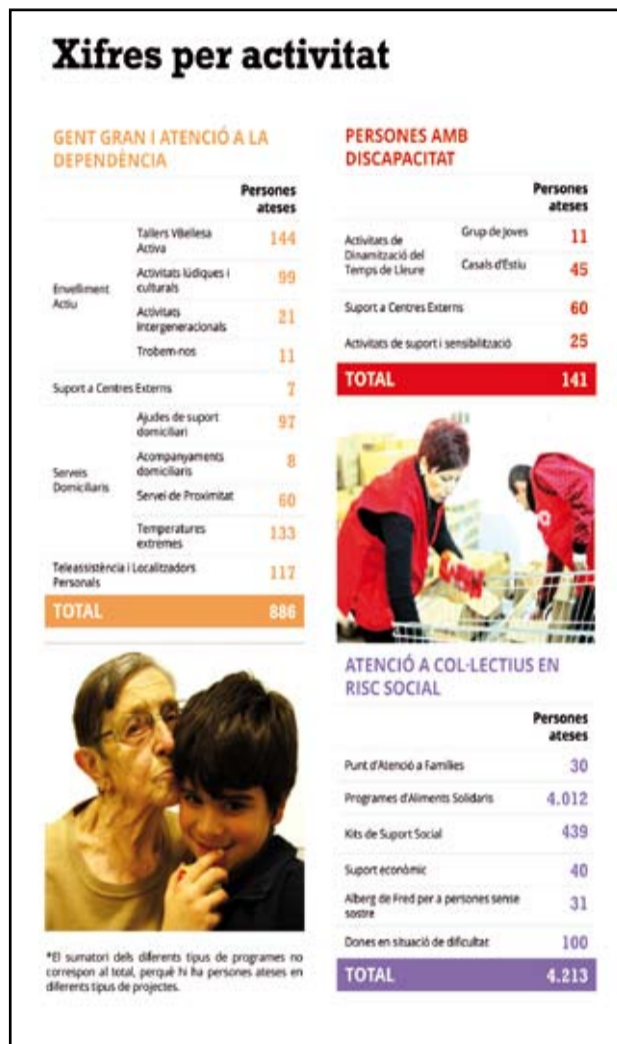 Xifres per activitat
GENT GRAN I ATENCIÓ A LA
DEPENDÈNCIA
Persones
ateses
Envelliment
Actiu
Tallers VBellesa
Activa
144
Activitats lúdiques i
culturals
99
Activitats
Intergeneracionals
21
Trobem-nos
11
Suport a Centres Externs
7
Serveis
Domiciliaris
Ajudes de suport
domiciliari
97
Acompanyaments
domiciliaris
8
Servei de Proximitat
60
Temperatures
extremes
133
Teleassistència i Localitzadors
Personals
117
TOTAL 886
*El sumatori dels diferents tipus de programes no
correspon al total, perquè hi ha persones ateses en
diferents tipus de projectes.
PERSONES AMB
DISCAPACITAT
Persones
ateses
Activitats de
Dinamització del
Temps de Lleure
Grup de Joves 11
Casals d'Estiu 45
Suport a Centres Externs 60
Activitats de suport i sensibilització 25
TOTAL 141
ATENCIÓ A COL·LECTIUS EN
RISC SOCIAL
Persones
ateses
Punt d'Atenció a Famílies 30
Programes d'Aliments Solidaris 4.012
Kits de Suport Social 439
Suport econòmic 40
Alberg de Fred per a persones sense
sostre
31
Dones en situació de dificultat 100
TOTAL 4.213